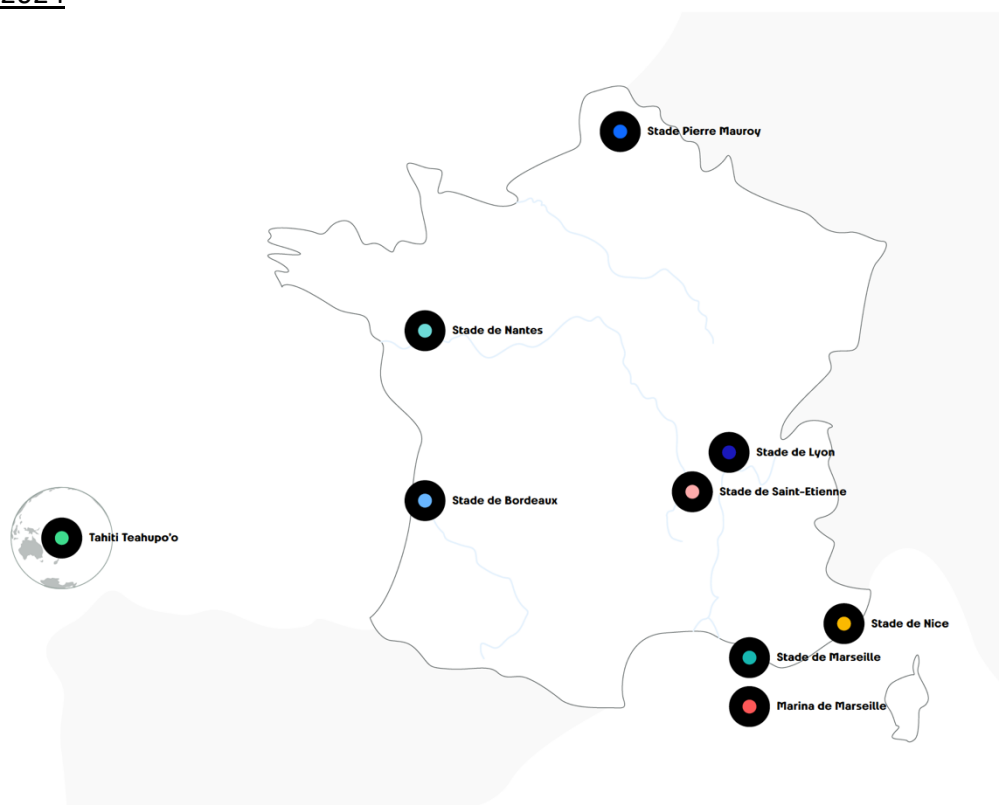 Stade Pierre Mauroy
Stade de Nantes
Stade de Lyon
Stade de Saint-Etienne
Stade de Bordeaux
Tahiti Teahupo'o
Stade de Nice
Stade de Marseille
Marina de Marseille